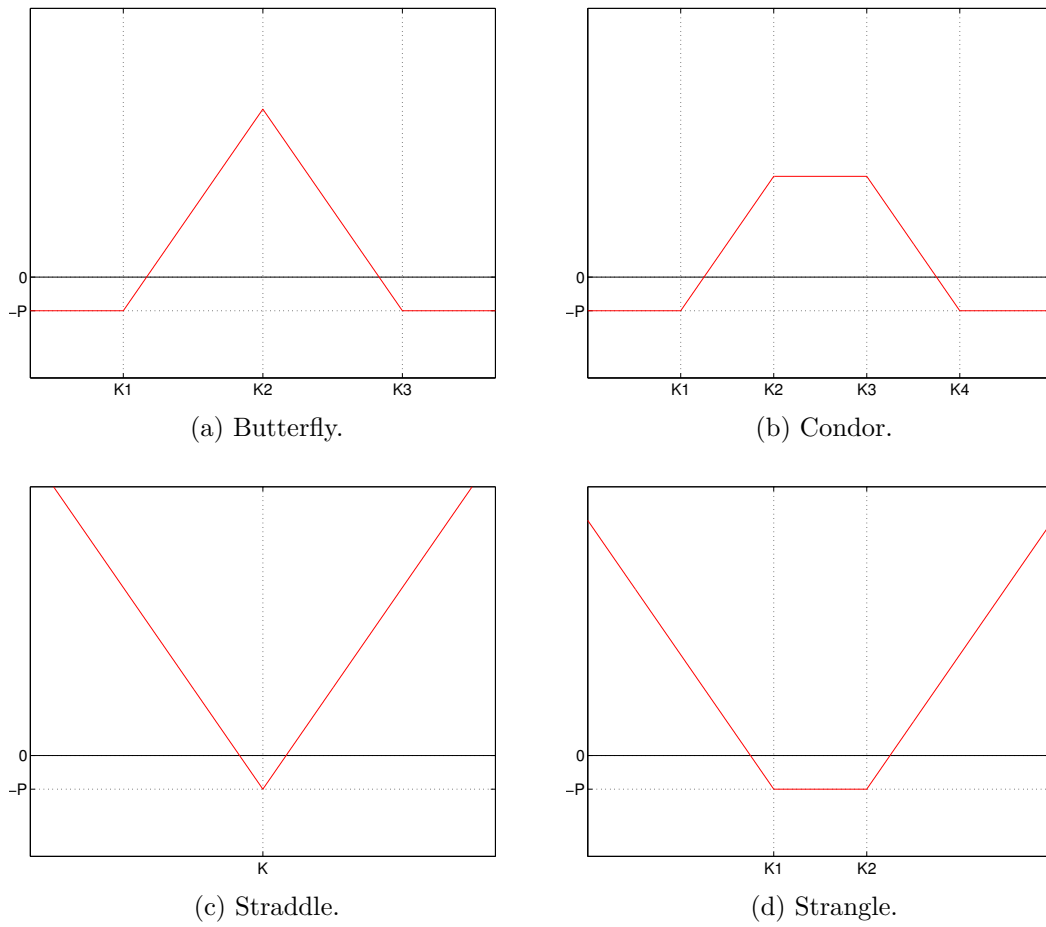 0
−P
K1 K2 K3
(a) Butterfly.
0
−P
K1 K2 K3 K4
(b) Condor.
0
−P
K
(c) Straddle.
0
−P
K1 K2
(d) Strangle.